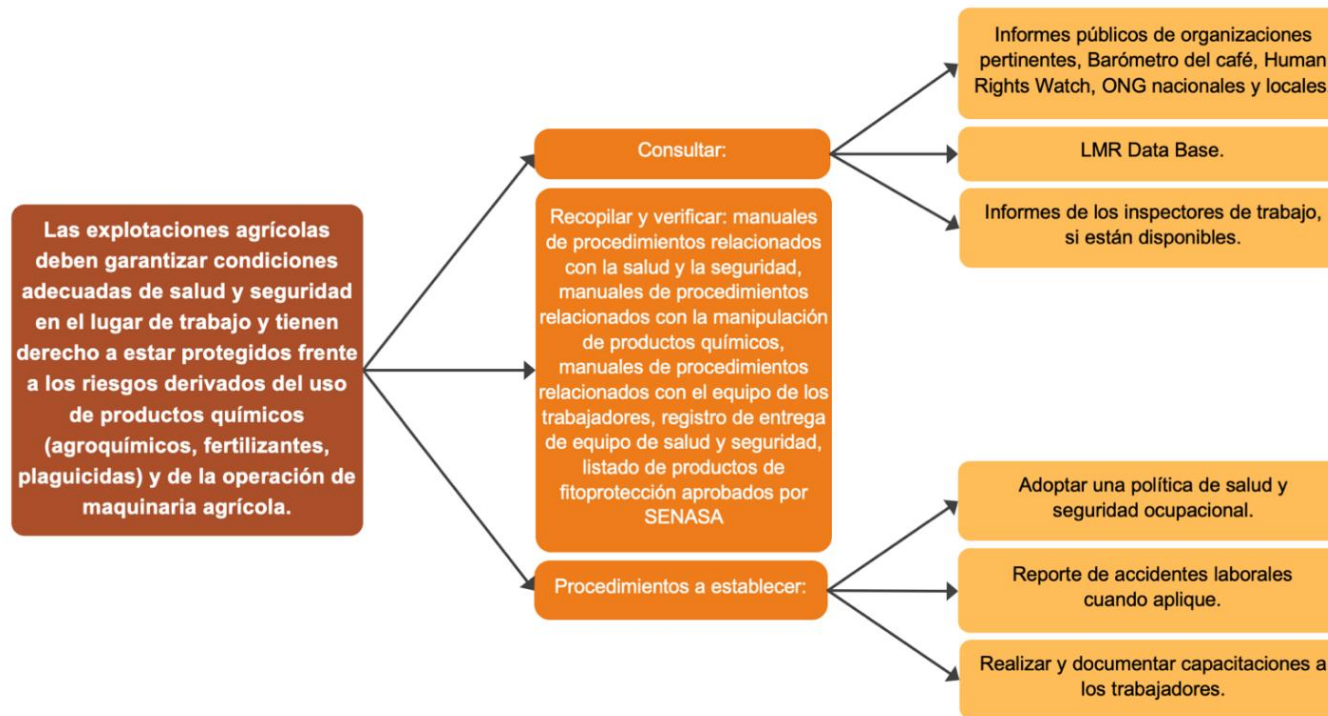 Las explotaciones agrícolas
deben garantizar condiciones
adecuadas de salud y seguridad
en el lugar de trabajo y tienen
derecho a estar protegidos frente
a los riesgos derivados del uso
de productos químicos
(agroquímicos, fertilizantes,
plaguicidas) y de la operación de
maquinaria agrícola.
Consultar:
Informes públicos de organizaciones
pertinentes, Barómetro del café, Human
Rights Watch, ONG nacionales y locales
LMR Data Base.
Informes de los inspectores de trabajo,
si están disponibles.
Recopilar y verificar: manuales
de procedimientos relacionados
con la salud y la seguridad,
manuales de procedimientos
relacionados con la manipulación
de productos químicos,
manuales de procedimientos
relacionados con el equipo de los
trabajadores, registro de entrega
de equipo de salud y seguridad,
listado de productos de
fitoprotección aprobados por
SENASA
Procedimientos a establecer:
Adoptar una política de salud y
seguridad ocupacional.
Reporte de accidentes laborales
cuando aplique.
Realizar y documentar capacitaciones a
los trabajadores.